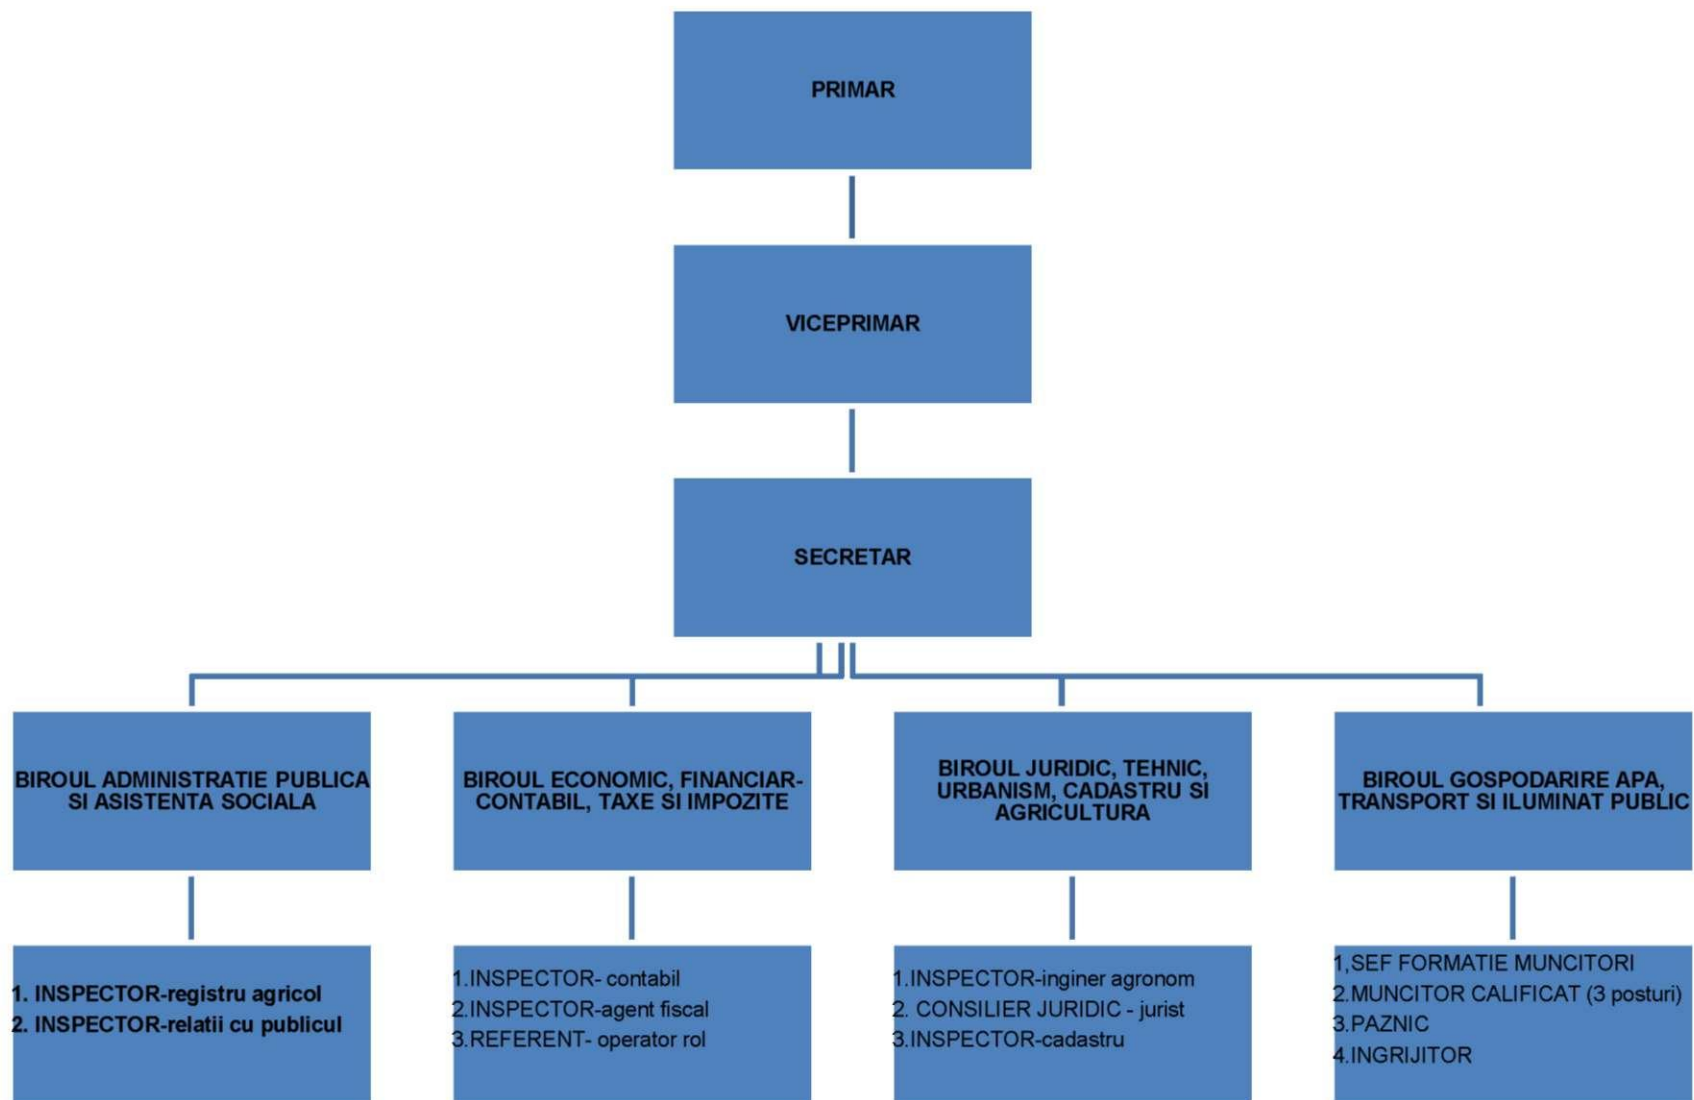 PRIMAR
VICEPRIMAR
SECRETAR
BIROUL ADMINISTRATIE PUBLICA
SI ASISTENTA SOCIALA
BIROUL ECONOMIC, FINANCIAR-
CONTABIL, TAXE SI IMPOZITE
BIROUL JURIDIC, TEHNIC,
URBANISM, CADASTRU SI
AGRICULTURA
BIROUL GOSPODARIRE APA,
TRANSPORT SI ILUMINAT PUBLIC
1. INSPECTOR-registru agricol
2. INSPECTOR-relatii cu publicul
1.INSPECTOR- contabil
2.INSPECTOR-agent fiscal
3.REFERENT- operator rol
1.INSPECTOR-inginer agronom
2. CONSILIER JURIDIC - jurist
3.INSPECTOR-cadastru
1,SEF FORMATIE MUNCITORI
2.MUNCITOR CALIFICAT (3 posturi)
3.PAZNIC
4.INGRIJITOR